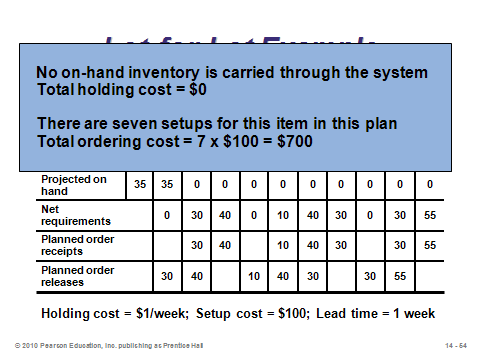 No on-hand inventory is carried through the system
Total holding cost = $0
There are seven setups for this item in this plan
Total ordering cost = 7 x $100 = $700
Projected on hand 35 35 0 0 0 0 0 0 0 0 0
Net requirements 0 30 40 0 10 40 30 0 30 55
Planned order receipts 30 40 10 40 30 30 55
Planned order releases 30 40 10 40 30 30 55
Holding cost = $1/week; Setup cost = $100; Lead time = 1 week
© 2010 Pearson Education, Inc. publishing as Prentice Hall
14 - 54